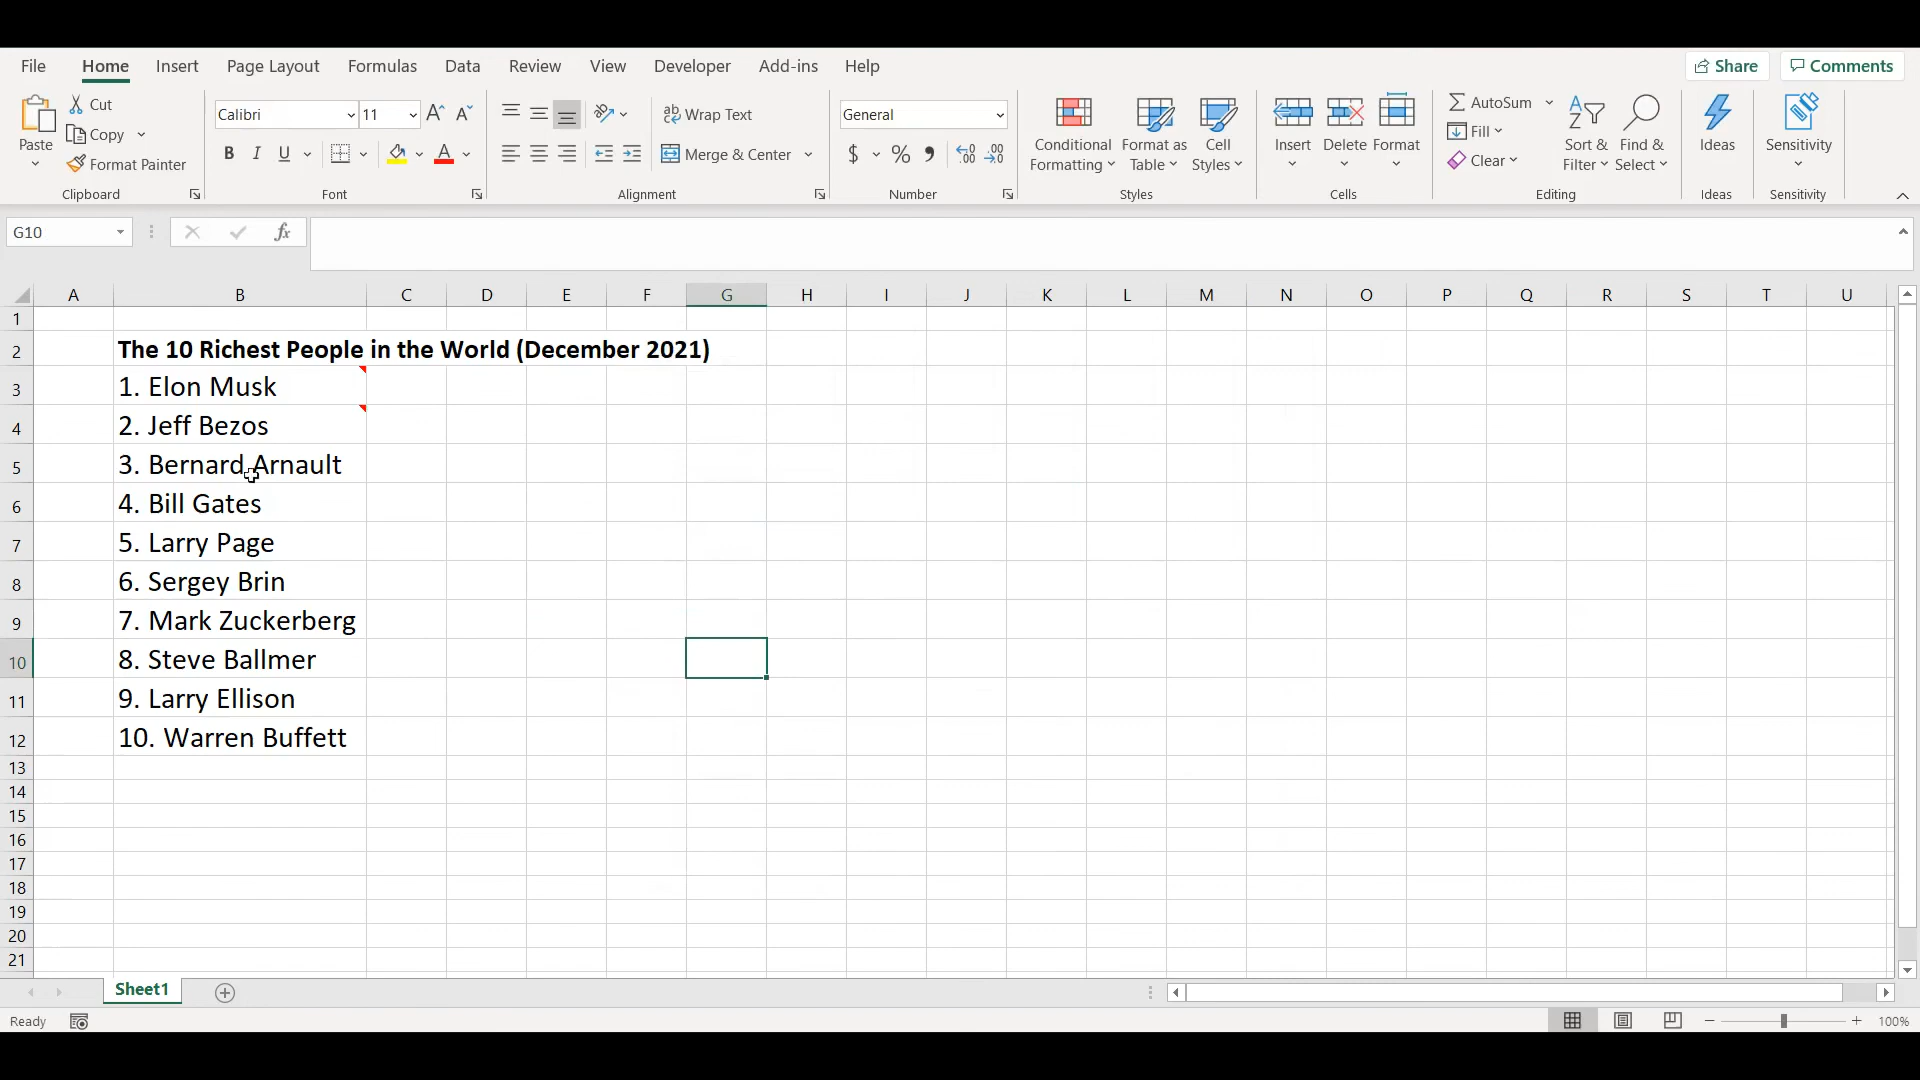 File Home Insert Page Layout Formulas Data Review View Developer Add-ins Help Share Comments
Cut
Copy
Format Painter
Paste
Clipboard
Calibri 11
B I U
Font
Wrap Text
Merge & Center
Alignment
General
$ % 9
Number
Conditional Formatting
Format as Table
Cell Styles
Styles
Insert Delete Format
Cells
AutoSum
Fill
Clear
Sort & Filter
Find & Select
Editing
Ideas
Ideas
Sensitivity
Sensitivity
G10 fx
A B C D E F G H I J K L M N O P Q R S T U
1
2 The 10 Richest People in the World (December 2021)
3 1. Elon Musk
4 2. Jeff Bezos
5 3. Bernard Arnault
6 4. Bill Gates
7 5. Larry Page
8 6. Sergey Brin
9 7. Mark Zuckerberg
10 8. Steve Ballmer
11 9. Larry Ellison
12 10. Warren Buffett
13
14
15
16
17
18
19
20
21
Sheet1
Ready 100%